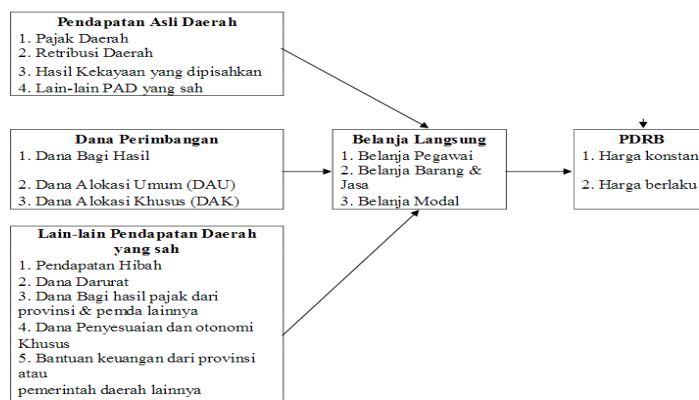 Pendapatan Asli Daerah
1. Pajak Daerah
2. Retribusi Daerah
3. Hasil Kekayaan yang dipisahkan
4. Lain-lain PAD yang sah
Dana Perimbangan
1. Dana Bagi Hasil
2. Dana Alokasi Umum (DAU)
3. Dana Alokasi Khusus (DAK)
Lain-lain Pendapatan Daerah
yang sah
1. Pendapatan Hibah
2. Dana Darurat
3. Dana Bagi hasil pajak dari
provinsi & pemda lainnya
4. Dana Penyesuaian dan otonomi
Khusus
5. Bantuan keuangan dari provinsi
atau
pemerintah daerah lainnya
Belanja Langsung
1. Belanja Pegawai
2. Belanja Barang &
Jasa
3. Belanja Modal
PDRB
1. Harga konstan
2. Harga berlaku